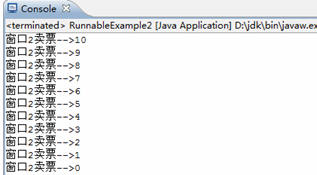 Console
<terminated> RunnableExample2 [Java Application] D:\jdk\bin\javaw.ex
窗口2卖票-->10
窗口2卖票-->9
窗口2卖票-->8
窗口2卖票-->7
窗口2卖票-->6
窗口2卖票-->5
窗口2卖票-->4
窗口2卖票-->3
窗口2卖票-->2
窗口2卖票-->1
窗口2卖票-->0